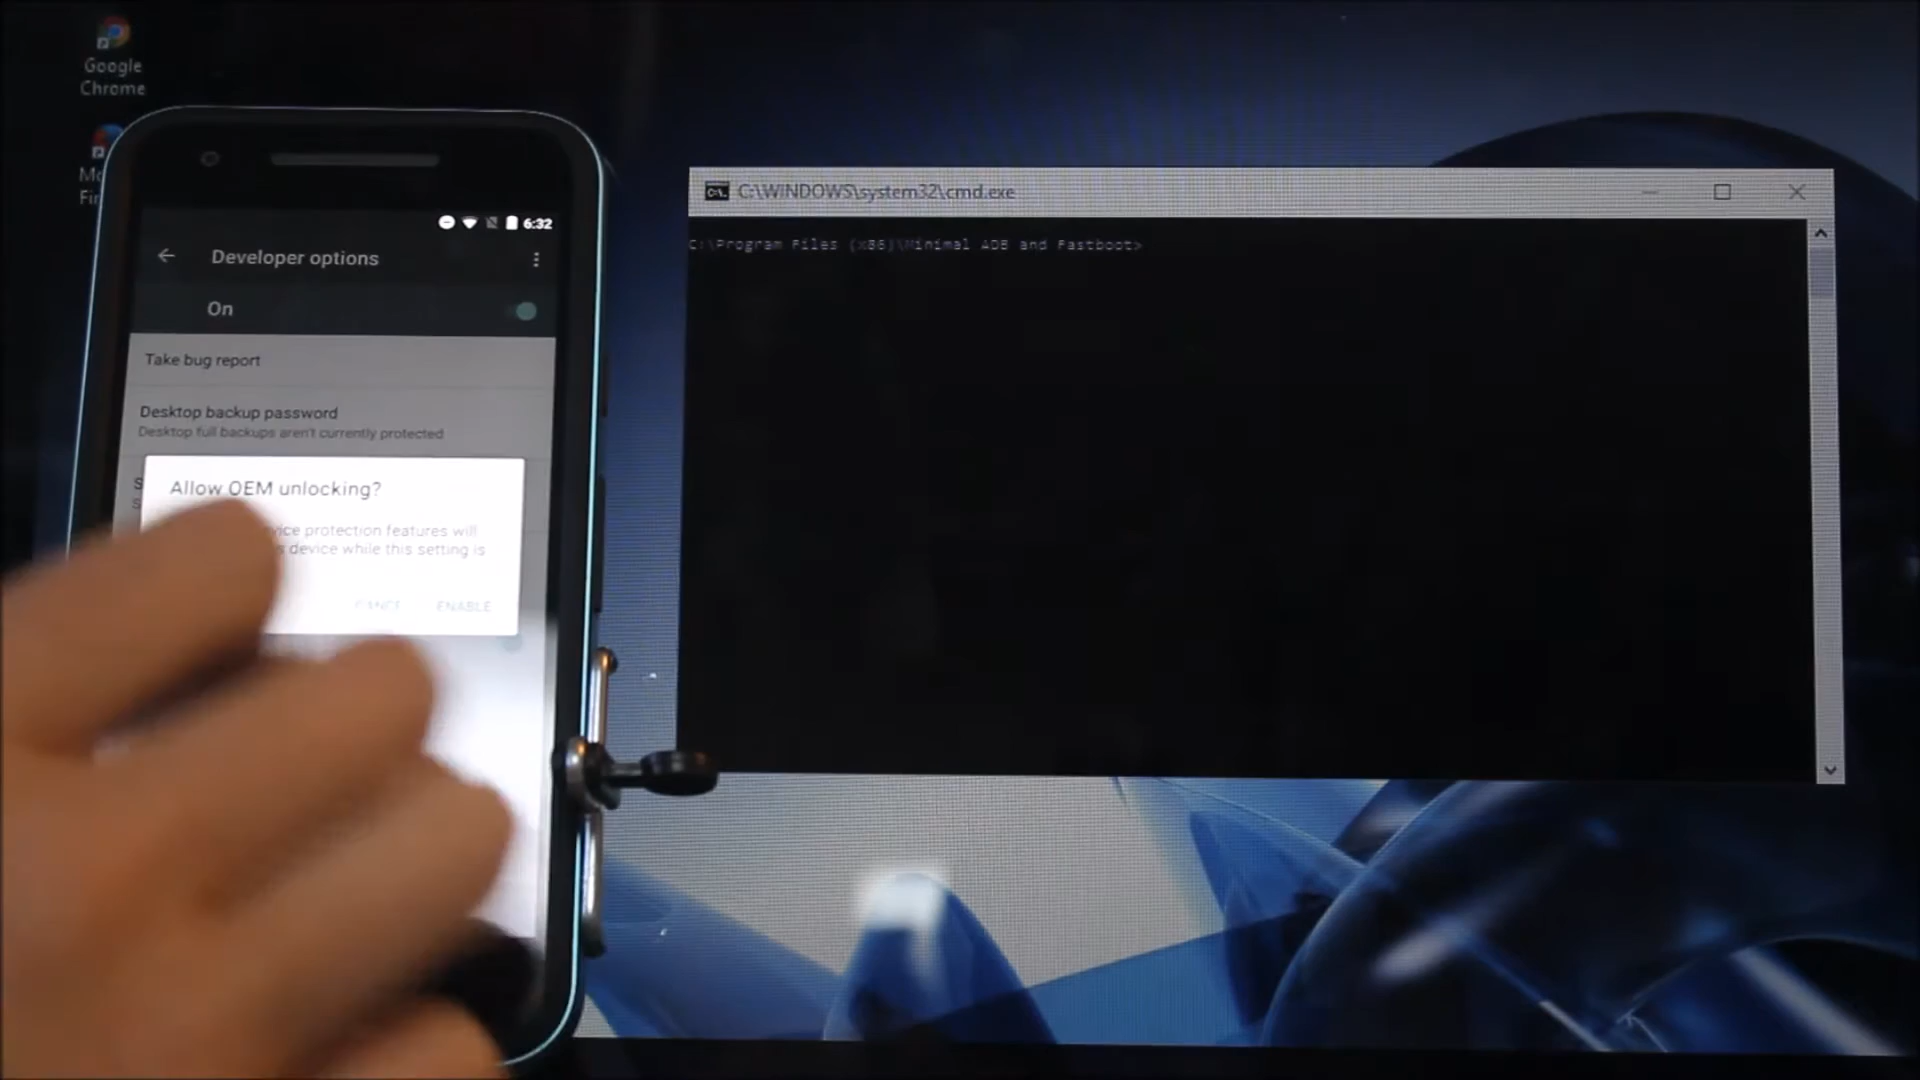 Google
Chrome
6:32
Developer options
On
Take bug report
Desktop backup password
Desktop full backups aren't currently protected
Allow OEM unlocking?
protection features will
device while this setting is
CANCEL ENABLE
C:\WINDOWS\system32\cmd.exe
C:\Program Files (x86)\Minimal ADB and Fastboot>